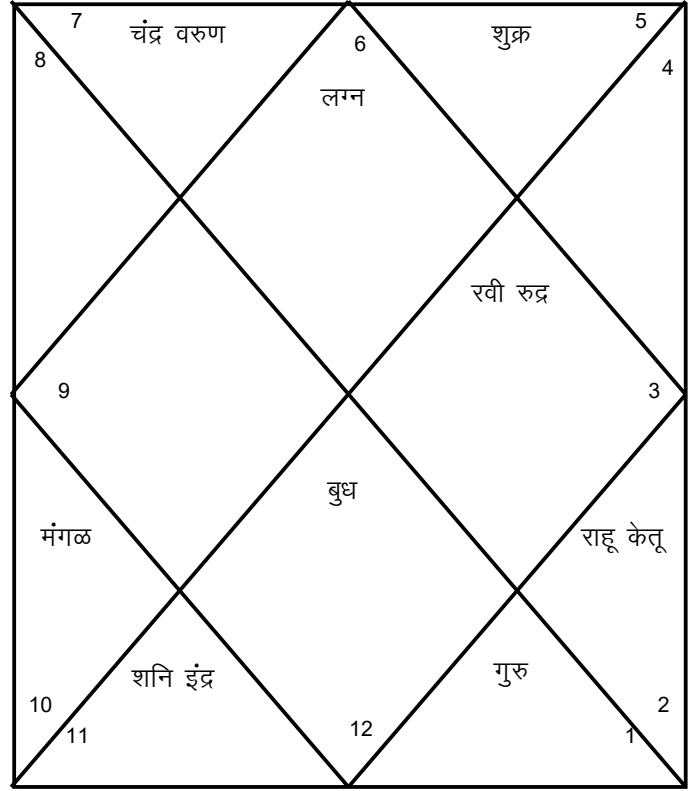 7 चंद्र वरुण 6 शुक्र 5
8 4
लग्न
रवी रुद्र
9 3
बुध
मंगळ राहू केतू
शनि इंद्र गुरु
10 2
11 12 1